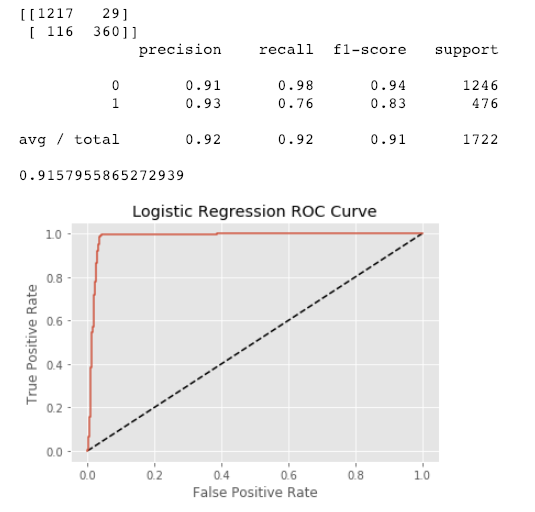 [[1217 29]
[ 116 360]]
precision recall f1-score support
0 0.91 0.98 0.94 1246
1 0.93 0.76 0.83 476
avg / total 0.92 0.92 0.91 1722
0.9157955865272939
Logistic Regression ROC Curve
1.0
0.8
0.6
0.4
0.2
0.0
True Positive Rate
0.0 0.2 0.4 0.6 0.8 1.0
False Positive Rate